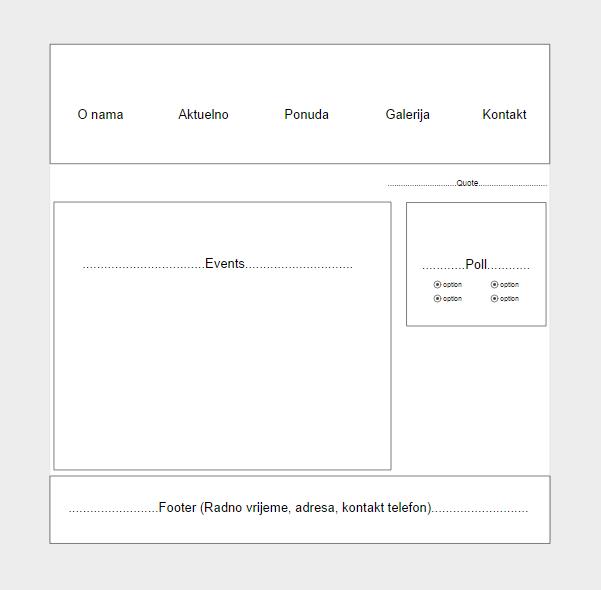 O nama Aktuelno Ponuda Galerija Kontakt
................................Quote................................
..................................Events..............................
............Poll............
option option
option option
.........................Footer (Radno vrijeme, adresa, kontakt telefon)...........................